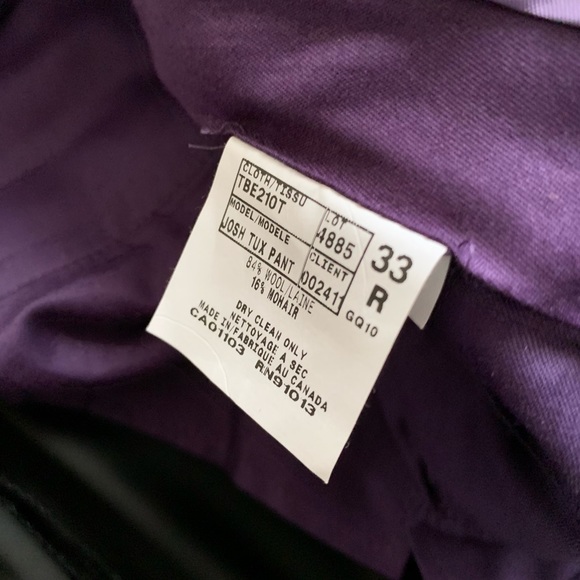 CLOTH/TISSU LOT
TBE210T 4885 33
MODEL/MODELE CLIENT
JOSH TUX PANT 002411 R
84% WOOL/LAINE GQ10
16% MOHAIR
DRY CLEAN ONLY
NETTOYAGE A SEC
MADE IN/FABRIQUE AU CANADA
CA01103 RN91013